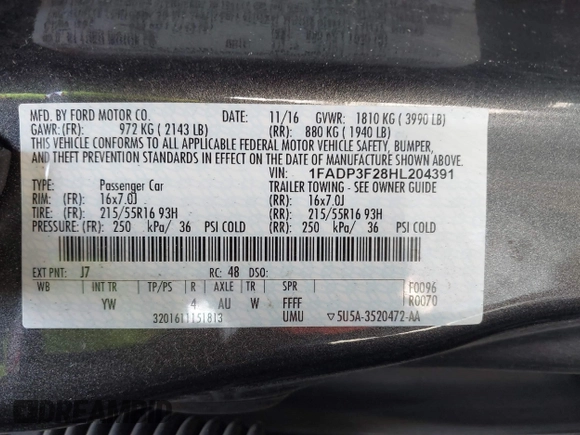 MFD. BY FORD MOTOR CO. DATE: 11/16 GVWR: 1810 KG ( 3990 LB)
GAWR:(FR): 972 KG ( 2143 LB) (RR): 880 KG ( 1940 LB)
THIS VEHICLE CONFORMS TO ALL APPLICABLE FEDERAL MOTOR VEHICLE SAFETY, BUMPER,
AND THEFT PREVENTION STANDARDS IN EFFECT ON THE DATE OF MANUFACTURE SHOWN ABOVE.
VIN: 1FADP3F28HL204391
TYPE: Passenger Car TRAILER TOWING - SEE OWNER GUIDE
RIM: (FR): 16x7.0J (RR): 16x7.0J
TIRE: (FR): 215/55R16 93H (RR): 215/55R16 93H
PRESSURE: (FR): 250 kPa/ 36 PSI COLD (RR): 250 kPa/ 36 PSI COLD
EXT PNT: J7 RC: 48 DSO:
WB INT TR TP/PS R AXLE TR SPR F0096
YW 4 AU W FFFF R0070
3201611151813 UMU ▽5U5A-3520472-AA
DREAMBID